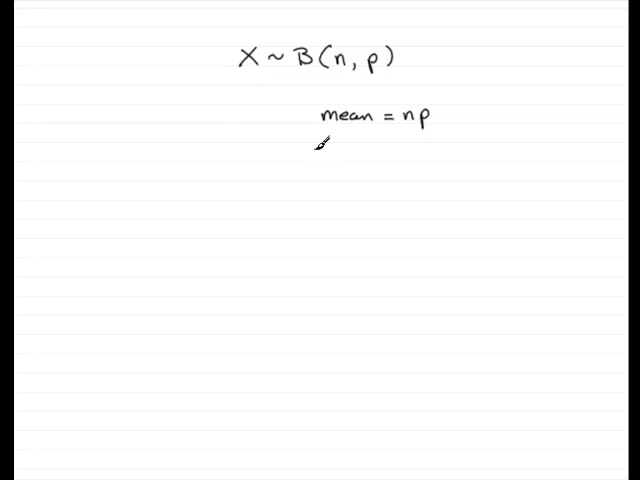 X ~ B(n, p)
mean = np